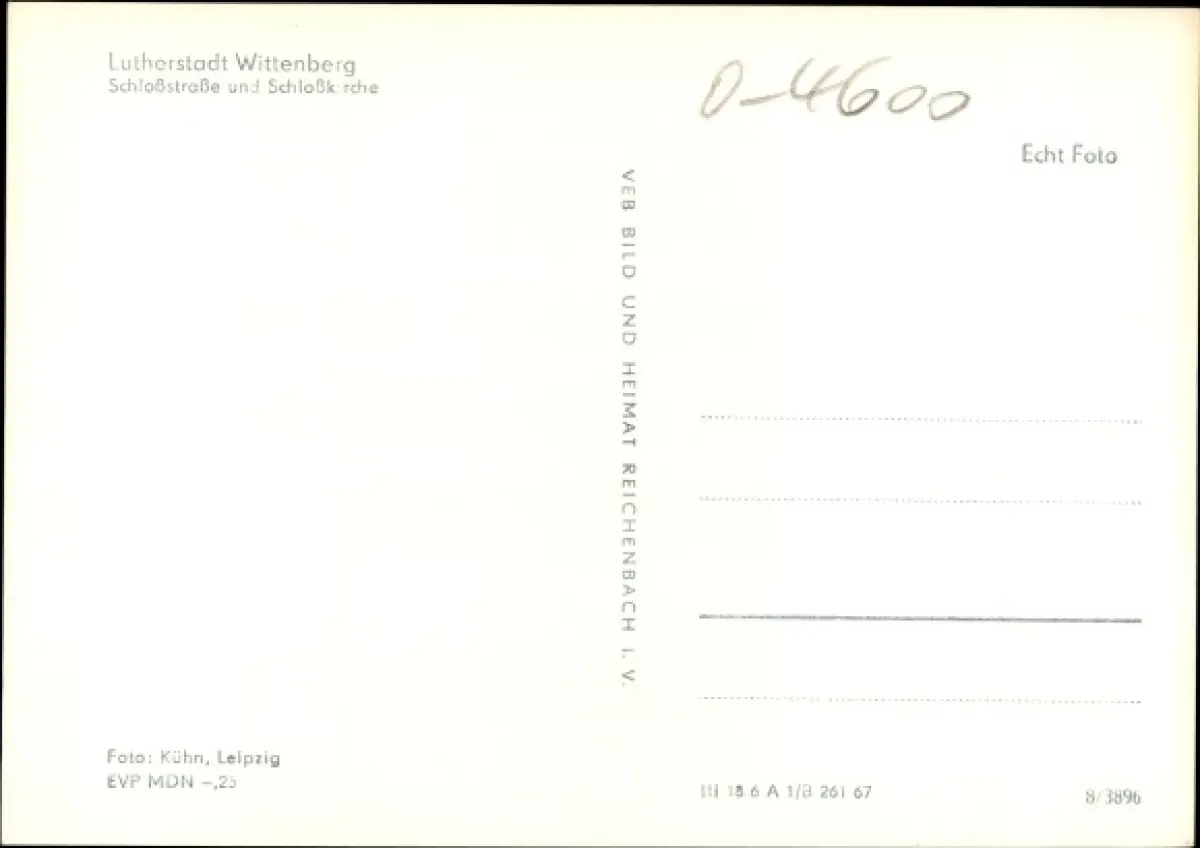 Lutherstadt Wittenberg
Schloßstraße und Schloßkirche
O-4600
Echt Foto
VEB BILD UND HEIMAT REICHENBACH I. V.
Foto: Kühn, Leipzig
EVP MDN –,25
III 18 6 A 1/B 261 67
8/3896